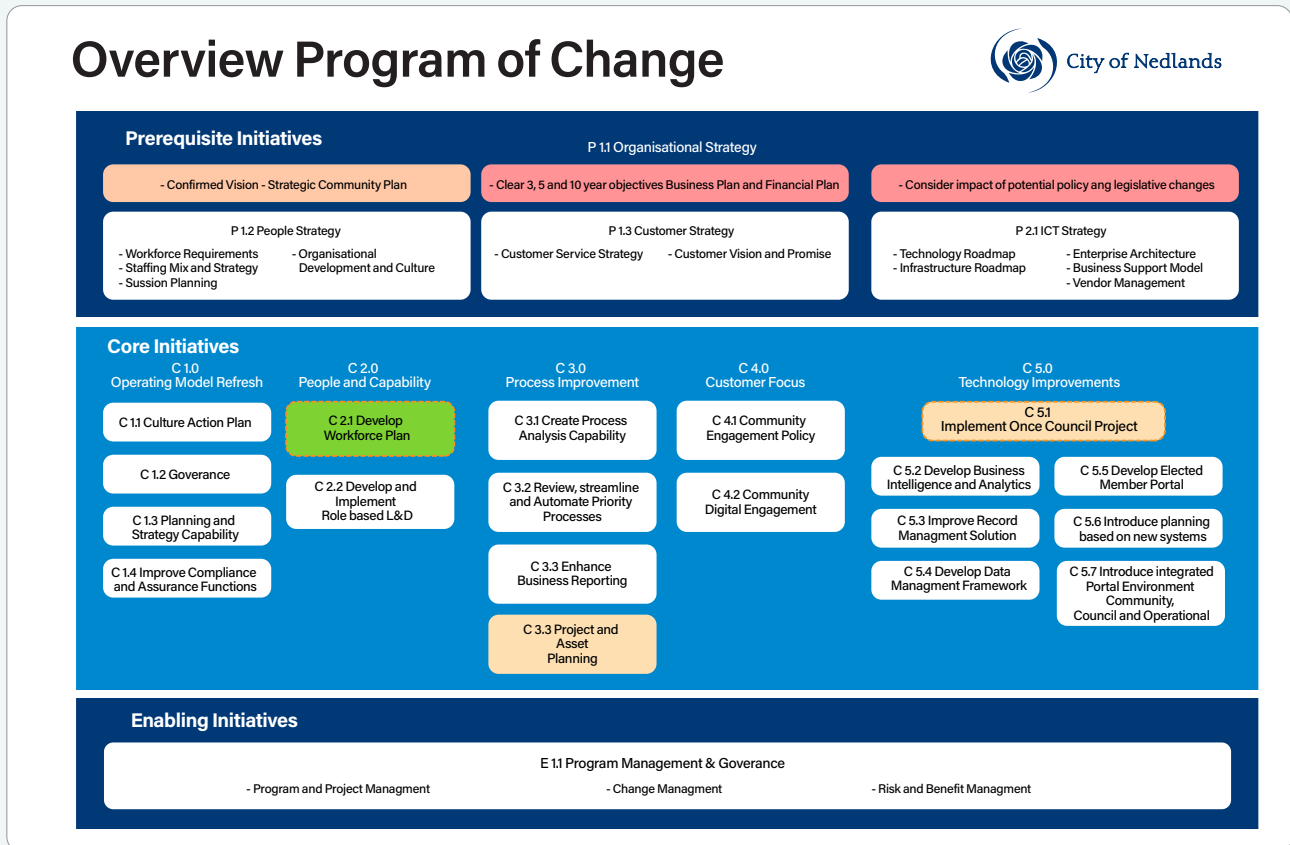 Overview Program of Change
City of Nedlands
Prerequisite Initiatives
P 1.1 Organisational Strategy
- Confirmed Vision - Strategic Community Plan
- Clear 3, 5 and 10 year objectives Business Plan and Financial Plan
- Consider impact of potential policy ang legislative changes
P 1.2 People Strategy
- Workforce Requirements
- Staffing Mix and Strategy
- Sussion Planning
- Organisational
Development and Culture
P 1.3 Customer Strategy
- Customer Service Strategy
- Customer Vision and Promise
P 2.1 ICT Strategy
- Technology Roadmap
- Infrastructure Roadmap
- Enterprise Architecture
- Business Support Model
- Vendor Management
Core Initiatives
C 1.0
Operating Model Refresh
C 1.1 Culture Action Plan
C 1.2 Goverance
C 1.3 Planning and
Strategy Capability
C 1.4 Improve Compliance
and Assurance Functions
C 2.0
People and Capability
C 2.1 Develop
Workforce Plan
C 2.2 Develop and
Implement
Role based L&D
C 3.0
Process Improvement
C 3.1 Create Process
Analysis Capability
C 3.2 Review, streamline
and Automate Priority
Processes
C 3.3 Enhance
Business Reporting
C 3.3 Project and
Asset
Planning
C 4.0
Customer Focus
C 4.1 Community
Engagement Policy
C 4.2 Community
Digital Engagement
C 5.0
Technology Improvements
C 5.1
Implement Once Council Project
C 5.2 Develop Business
Intelligence and Analytics
C 5.3 Improve Record
Managment Solution
C 5.4 Develop Data
Managment Framework
C 5.5 Develop Elected
Member Portal
C 5.6 Introduce planning
based on new systems
C 5.7 Introduce integrated
Portal Environment
Community,
Council and Operational
Enabling Initiatives
E 1.1 Program Management & Goverance
- Program and Project Managment
- Change Managment
- Risk and Benefit Managment